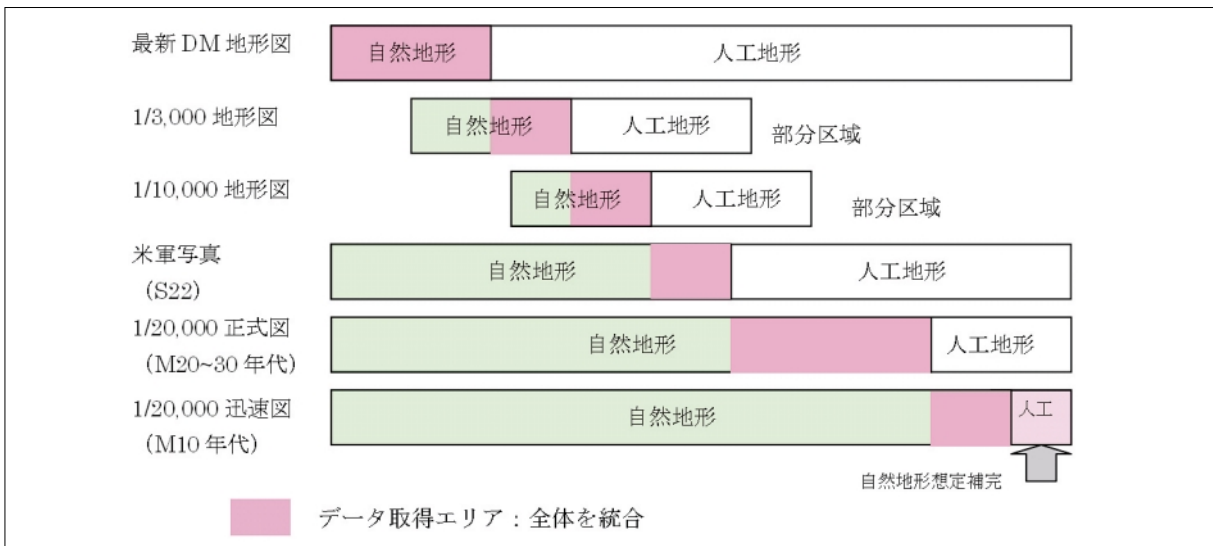 最新 DM 地形図
自然地形
人工地形
1/3,000 地形図
自然地形
人工地形
部分区域
1/10,000 地形図
自然地形
人工地形
部分区域
米軍写真
（S22）
自然地形
人工地形
1/20,000 正式図
（M20~30 年代）
自然地形
人工地形
1/20,000 迅速図
（M10 年代）
自然地形
人工
自然地形想定補完
データ取得エリア：全体を統合